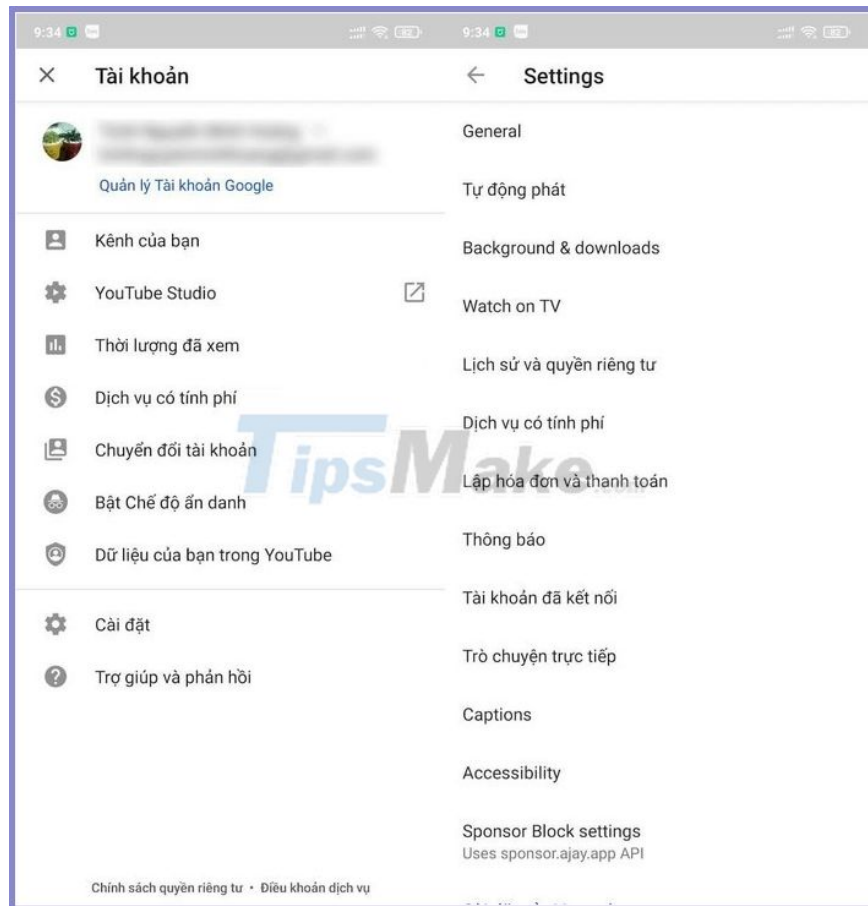 9:34
82
Tài khoản
Quản lý Tài khoản Google
Kênh của bạn
YouTube Studio
Thời lượng đã xem
Dịch vụ có tính phí
Chuyển đổi tài khoản
Bật Chế độ ẩn danh
Dữ liệu của bạn trong YouTube
Cài đặt
Trợ giúp và phản hồi
Chính sách quyền riêng tư • Điều khoản dịch vụ
9:34
82
Settings
General
Tự động phát
Background & downloads
Watch on TV
Lịch sử và quyền riêng tư
Dịch vụ có tính phí
Lập hóa đơn và thanh toán
Thông báo
Tài khoản đã kết nối
Trò chuyện trực tiếp
Captions
Accessibility
Sponsor Block settings
Uses sponsor.ajay.app API
TipsMake.com